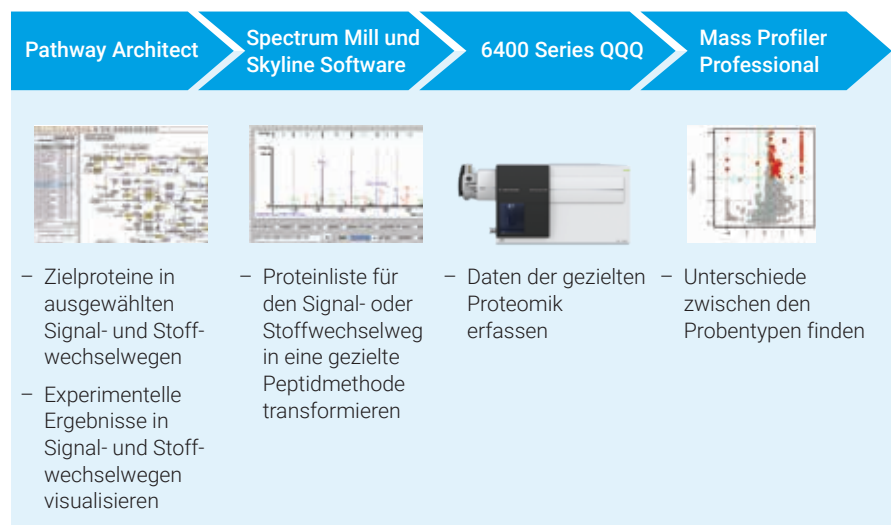 Pathway Architect
Spectrum Mill und
Skyline Software
6400 Series QQQ
Mass Profiler
Professional
– Zielproteine in
ausgewählten
Signal- und Stoff-
wechselwegen
– Experimentelle
Ergebnisse in
Signal- und Stoff-
wechselwegen
visualisieren
– Proteinliste für
den Signal- oder
Stoffwechselweg
in eine gezielte
Peptidmethode
transformieren
– Daten der gezielten
Proteomik
erfassen
– Unterschiede
zwischen den
Probentypen finden